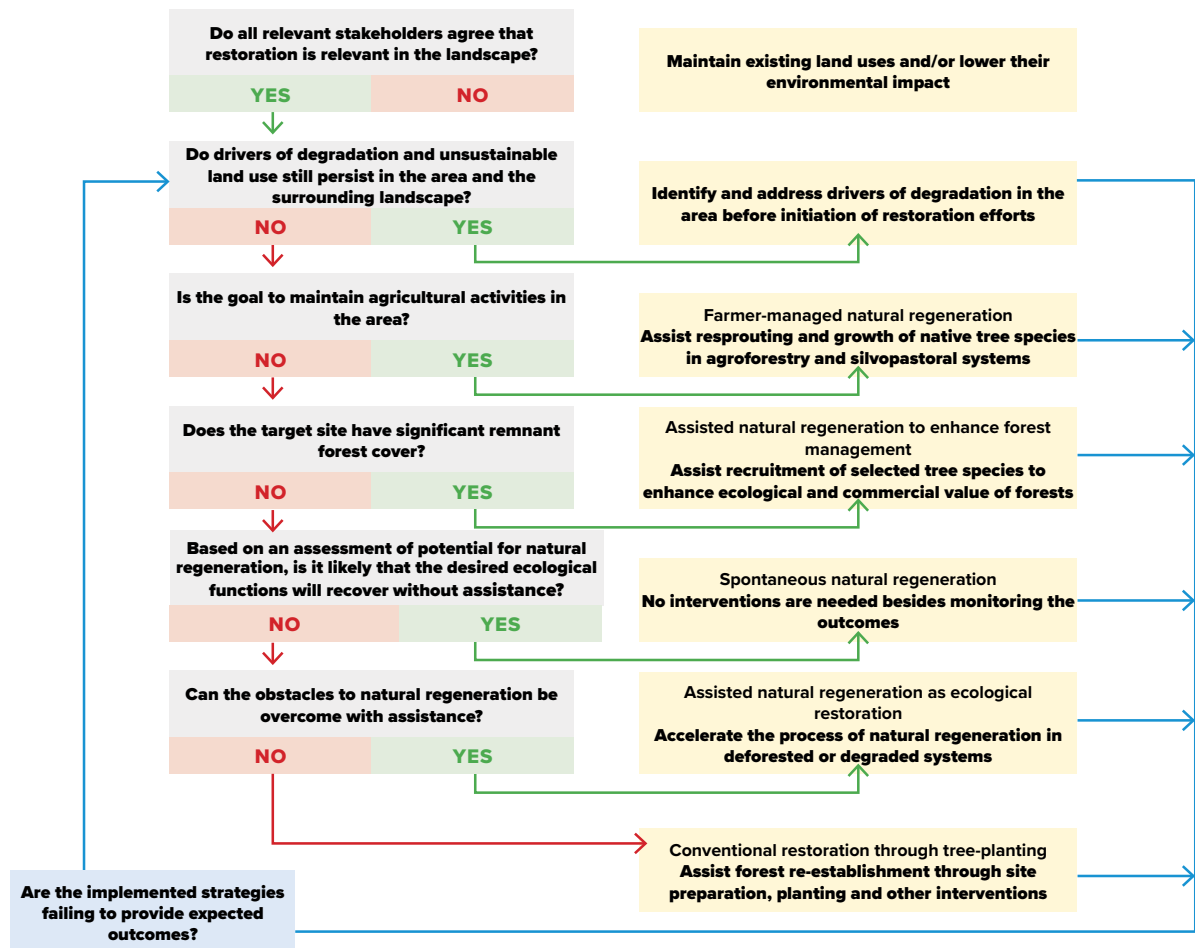 Do all relevant stakeholders agree that
restoration is relevant in the landscape?
YES
NO
Maintain existing land uses and/or lower their
environmental impact
Do drivers of degradation and unsustainable
land use still persist in the area and the
surrounding landscape?
NO
YES
Identify and address drivers of degradation in the
area before initiation of restoration efforts
Is the goal to maintain agricultural activities in
the area?
NO
YES
Farmer-managed natural regeneration
Assist resprouting and growth of native tree species
in agroforestry and silvopastoral systems
Does the target site have significant remnant
forest cover?
NO
YES
Assisted natural regeneration to enhance forest
management
Assist recruitment of selected tree species to
enhance ecological and commercial value of forests
Based on an assessment of potential for natural
regeneration, is it likely that the desired ecological
functions will recover without assistance?
NO
YES
Spontaneous natural regeneration
No interventions are needed besides monitoring the
outcomes
Can the obstacles to natural regeneration be
overcome with assistance?
NO
YES
Assisted natural regeneration as ecological
restoration
Accelerate the process of natural regeneration in
deforested or degraded systems
Conventional restoration through tree-planting
Assist forest re-establishment through site
preparation, planting and other interventions
Are the implemented strategies
failing to provide expected
outcomes?